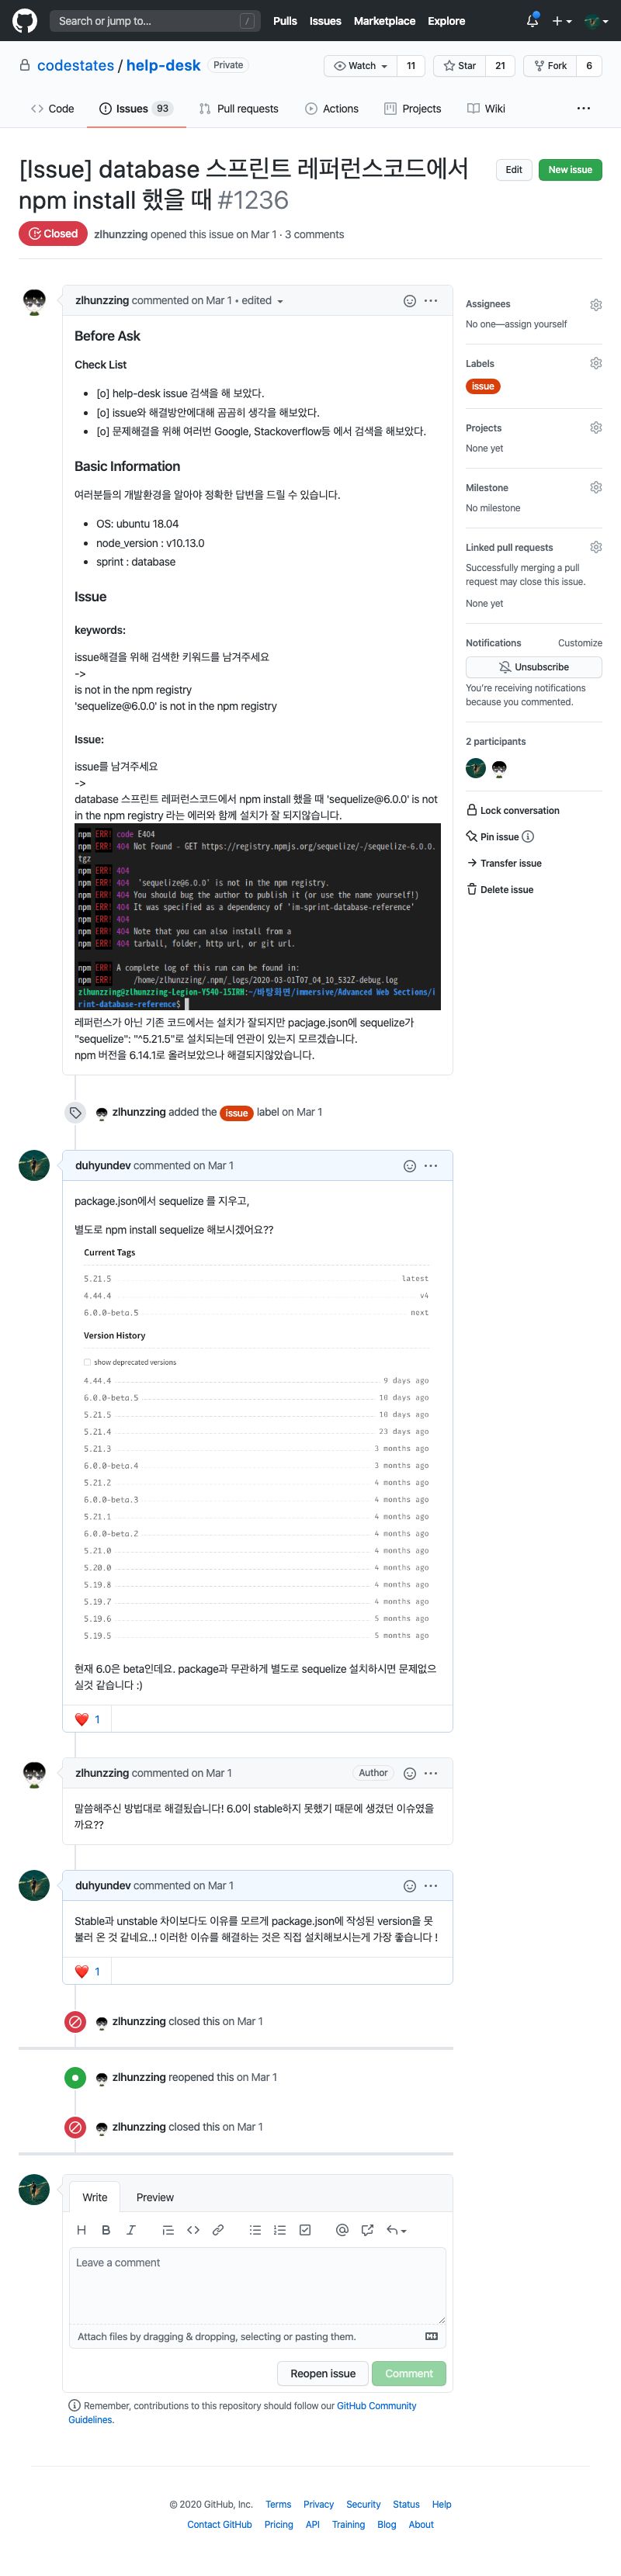 Search or jump to...
/
Pulls Issues Marketplace Explore
codestates / help-desk Private
Watch 11
Star 21
Fork 6
Code Issues 93 Pull requests Actions Projects Wiki ...
[Issue] database 스프린트 레퍼런스코드에서
npm install 했을 때 #1236
Edit New issue
Closed zlhunzzing opened this issue on Mar 1 · 3 comments
zlhunzzing commented on Mar 1 • edited
Before Ask
Check List
• [o] help-desk issue 검색을 해 보았다.
• [o] issue와 해결방안에대해 곰곰히 생각을 해보았다.
• [o] 문제해결을 위해 여러번 Google, Stackoverflow등 에서 검색을 해보았다.
Basic Information
여러분들의 개발환경을 알아야 정확한 답변을 드릴 수 있습니다.
• OS: ubuntu 18.04
• node_version : v10.13.0
• sprint : database
Issue
keywords:
issue해결을 위해 검색한 키워드를 남겨주세요
->
is not in the npm registry
'sequelize@6.0.0' is not in the npm registry
Issue:
issue를 남겨주세요
->
database 스프린트 레퍼런스코드에서 npm install 했을 때 'sequelize@6.0.0' is not
in the npm registry 라는 에러와 함께 설치가 잘 되지않습니다.
npm ERR! code E404
npm ERR! 404 Not Found - GET https://registry.npmjs.org/sequelize/-/sequelize-6.0.0.
tgz
npm ERR! 404
npm ERR! 404  'sequelize@6.0.0' is not in the npm registry.
npm ERR! 404 You should bug the author to publish it (or use the name yourself!)
npm ERR! 404 It was specified as a dependency of 'im-sprint-database-reference'
npm ERR! 404
npm ERR! 404 Note that you can also install from a
npm ERR! 404 tarball, folder, http url, or git url.
npm ERR! A complete log of this run can be found in:
npm ERR!     /home/zlhunzzing/.npm/_logs/2020-03-01T07_04_10_532Z-debug.log
zlhunzzing@zlhunzzing-Legion-Y540-15IRH:~/바탕화면/immersive/Advanced Web Sections/i
rint-database-reference$
레퍼런스가 아닌 기존 코드에서는 설치가 잘되지만 pacjage.json에 sequelize가
"sequelize": "^5.21.5"로 설치되는데 연관이 있는지 모르겠습니다.
npm 버전을 6.14.1로 올려보았으나 해결되지않았습니다.
zlhunzzing added the issue label on Mar 1
duhyundev commented on Mar 1
package.json에서 sequelize 를 지우고,
별도로 npm install sequelize 해보시겠어요??
Current Tags
5.21.5 latest
4.44.4 v4
6.0.0-beta.5 next
Version History
show deprecated versions
4.44.4 9 days ago
6.0.0-beta.5 10 days ago
5.21.5 10 days ago
5.21.4 23 days ago
5.21.3 3 months ago
6.0.0-beta.4 3 months ago
5.21.2 4 months ago
6.0.0-beta.3 4 months ago
5.21.1 4 months ago
6.0.0-beta.2 4 months ago
5.21.0 4 months ago
5.20.0 4 months ago
5.19.8 4 months ago
5.19.7 4 months ago
5.19.6 5 months ago
5.19.5 5 months ago
현재 6.0은 beta인데요. package과 무관하게 별도로 sequelize 설치하시면 문제없으
실것 같습니다 :)
❤️ 1
zlhunzzing commented on Mar 1 Author
말씀해주신 방법대로 해결됬습니다! 6.0이 stable하지 못했기 때문에 생겼던 이슈였을
까요??
duhyundev commented on Mar 1
Stable과 unstable 차이보다도 이유를 모르게 package.json에 작성된 version을 못
불러 온 것 같네요..! 이러한 이슈를 해결하는 것은 직접 설치해보시는게 가장 좋습니다 !
❤️ 1
zlhunzzing closed this on Mar 1
zlhunzzing reopened this on Mar 1
zlhunzzing closed this on Mar 1
Write Preview
Leave a comment
Attach files by dragging & dropping, selecting or pasting them.
Reopen issue Comment
Remember, contributions to this repository should follow our GitHub Community
Guidelines.
Assignees
No one—assign yourself
Labels
issue
Projects
None yet
Milestone
No milestone
Linked pull requests
Successfully merging a pull
request may close this issue.
None yet
Notifications Customize
Unsubscribe
You're receiving notifications
because you commented.
2 participants
Lock conversation
Pin issue
Transfer issue
Delete issue
© 2020 GitHub, Inc. Terms Privacy Security Status Help
Contact GitHub Pricing API Training Blog About